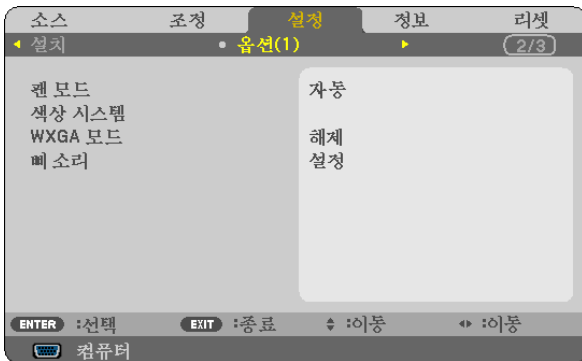 소스 조정 설정 정보 리셋
설치 옵션(1) 2/3
팬 모드 자동
색상 시스템
WXGA 모드 해제
삐 소리 설정
ENTER :선택 EXIT :종료 :이동 :이동
컴퓨터